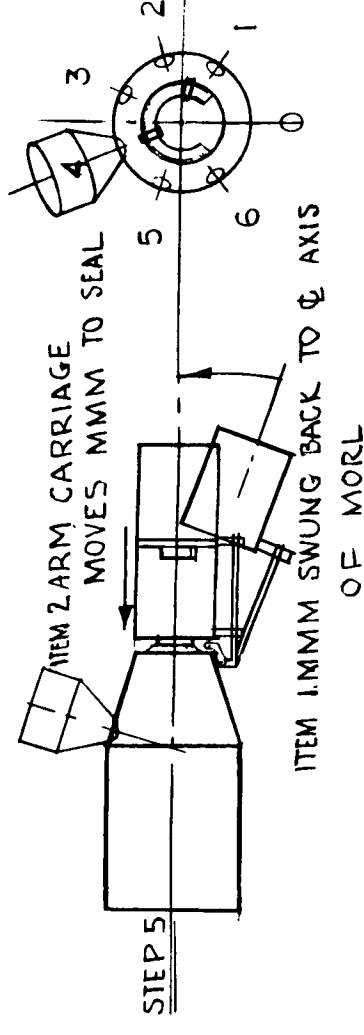 STEP 5
ITEM 2 ARM CARRIAGE
MOVES MMM TO SEAL
ITEM 1. MMM SWUNG BACK TO ℄ AXIS
OF MORL
1
2
3
4
5
6